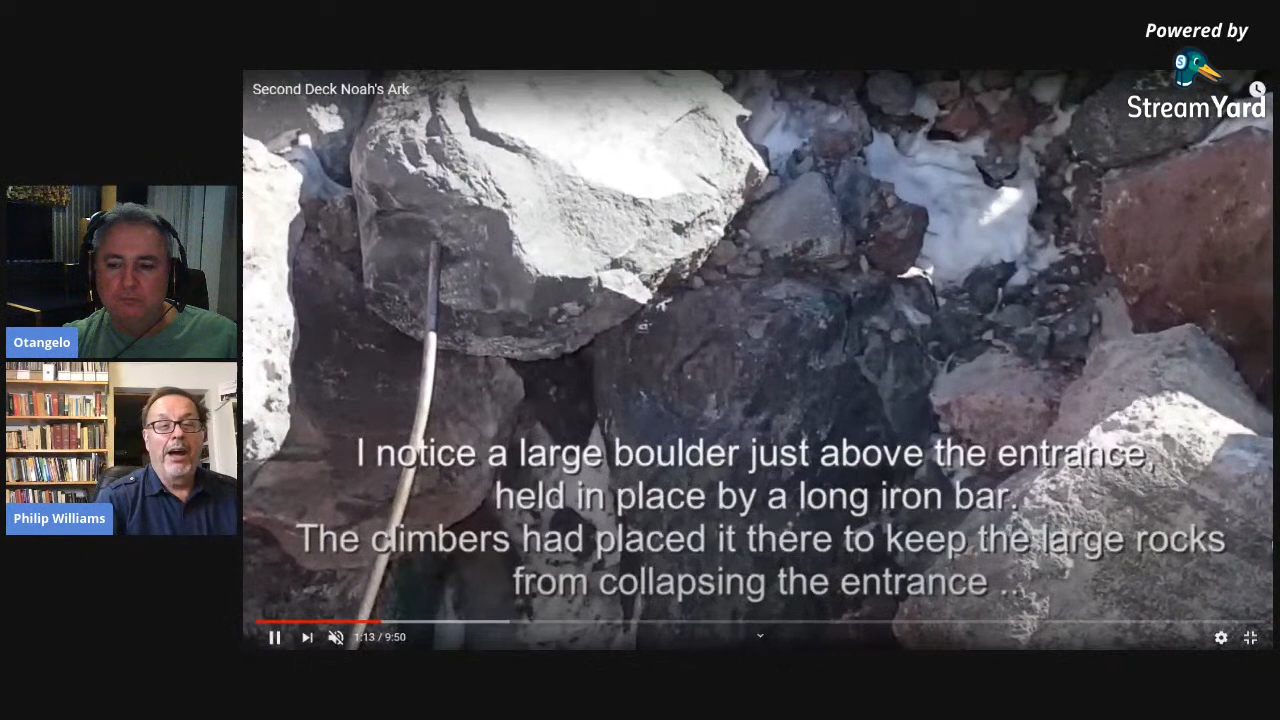 Powered by
StreamYard
Second Deck Noah's Ark
Otangelo
Philip Williams
I notice a large boulder just above the entrance,
held in place by a long iron bar.
The climbers had placed it there to keep the large rocks
from collapsing the entrance ..
1:13 / 9:50